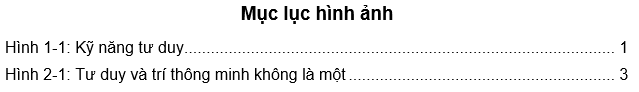 Mục lục hình ảnh
Hình 1-1: Kỹ năng tư duy................................................................................................. 1
Hình 2-1: Tư duy và trí thông minh không là một ............................................................ 3